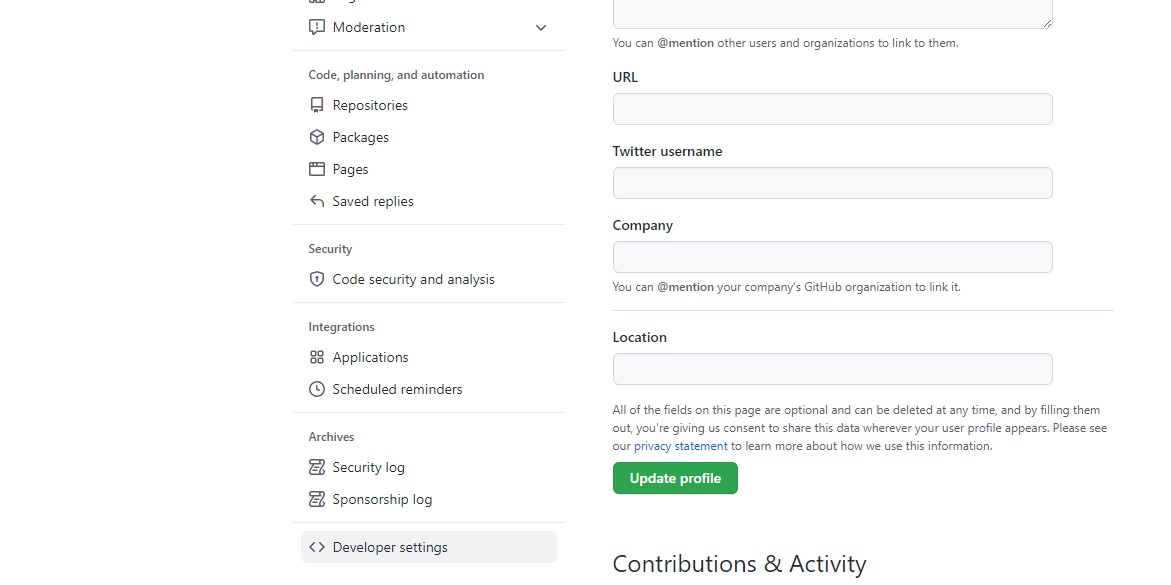 Moderation
Code, planning, and automation
Repositories
Packages
Pages
Saved replies
Security
Code security and analysis
Integrations
Applications
Scheduled reminders
Archives
Security log
Sponsorship log
Developer settings
You can @mention other users and organizations to link to them.
URL
Twitter username
Company
You can @mention your company's GitHub organization to link it.
Location
All of the fields on this page are optional and can be deleted at any time, and by filling them
out, you're giving us consent to share this data wherever your user profile appears. Please see
our privacy statement to learn more about how we use this information.
Update profile
Contributions & Activity